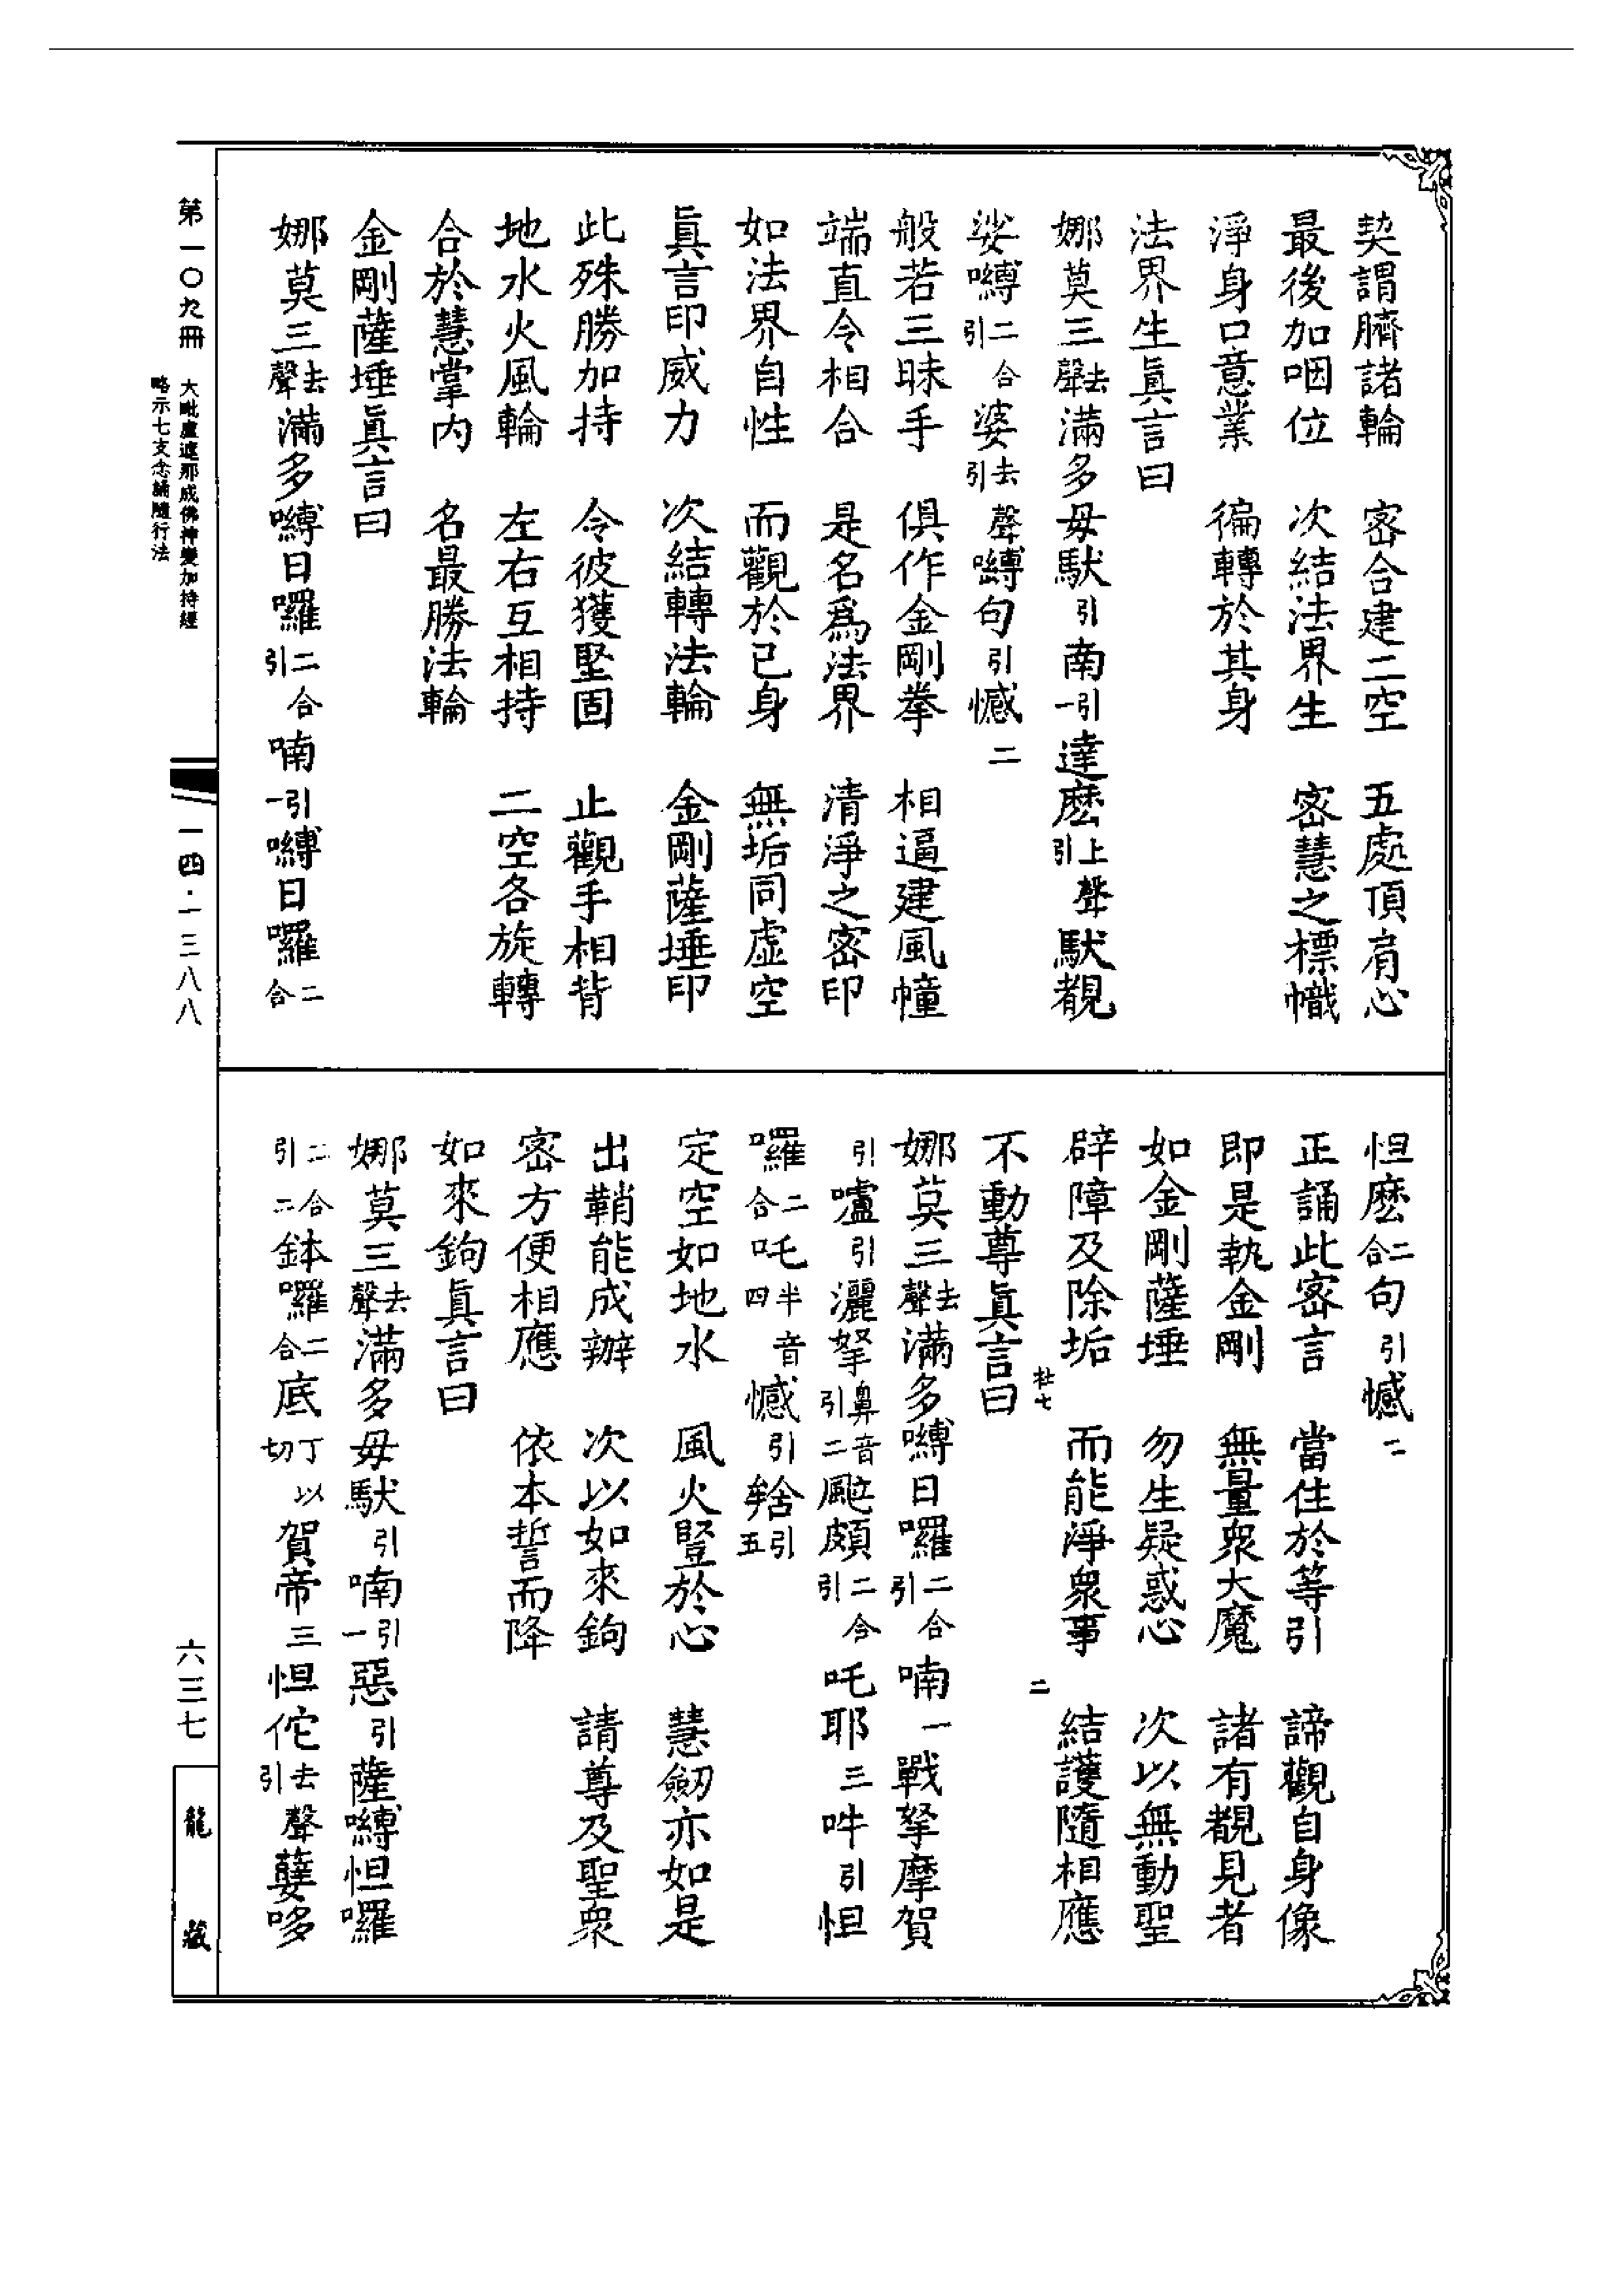 契謂臍諸輪　密合建二空　五處頂肩心
最後加咽位　次結法界生　密慧之標幟
淨身口意業　徧轉於其身
法界生眞言曰
娜莫三去聲滿多毋馱引南引一達麽上聲引馱覩
娑嚩二合引婆去聲引嚩句引憾二
般若三昧手　俱作金剛拳　相逼建風幢
端直令相合　是名爲法界　清淨之密印
如法界自性　而觀於已身　無垢同虛空
眞言印威力　次結轉法輪　金剛薩埵印
此殊勝加持　令彼獲堅固　止觀手相背
地水火風輪　左右互相持　二空各旋轉
合於慧掌內　名最勝法輪
金剛薩埵眞言曰
娜莫三去聲滿多嚩日囉二合引喃引一嚩日囉二合
怛麽二合句引憾二
正誦此密言　當住於等引　諦觀自身像
即是執金剛　無量衆大魔　諸有覩見者
如金剛薩埵　勿生疑惑心　次以無動聖
辟障及除垢　而能淨衆事　結護隨相應
杜七　二
不動尊眞言曰
娜莫三去聲滿多嚩日囉二合引喃一戰拏摩賀
引嚧引灑拏鼻音引二颯頗二合引吒耶三吽引怛
囉二合吒半音四憾引輅引五
定空如地水　風火豎於心　慧劒亦如是
出鞘能成辦　次以如來鉤　請尊及聖衆
密方便相應　依本誓而降
如來鉤眞言曰
娜莫三去聲滿多毋馱引喃引一惡引薩嚩怛囉
二合引二鉢囉二合底丁以切賀帝三怛佗去聲引孽哆
第一〇九冊　大毗盧遮那成佛神變加持經
略示七支念誦隨行法
一四·一三八八
六三七
龍藏